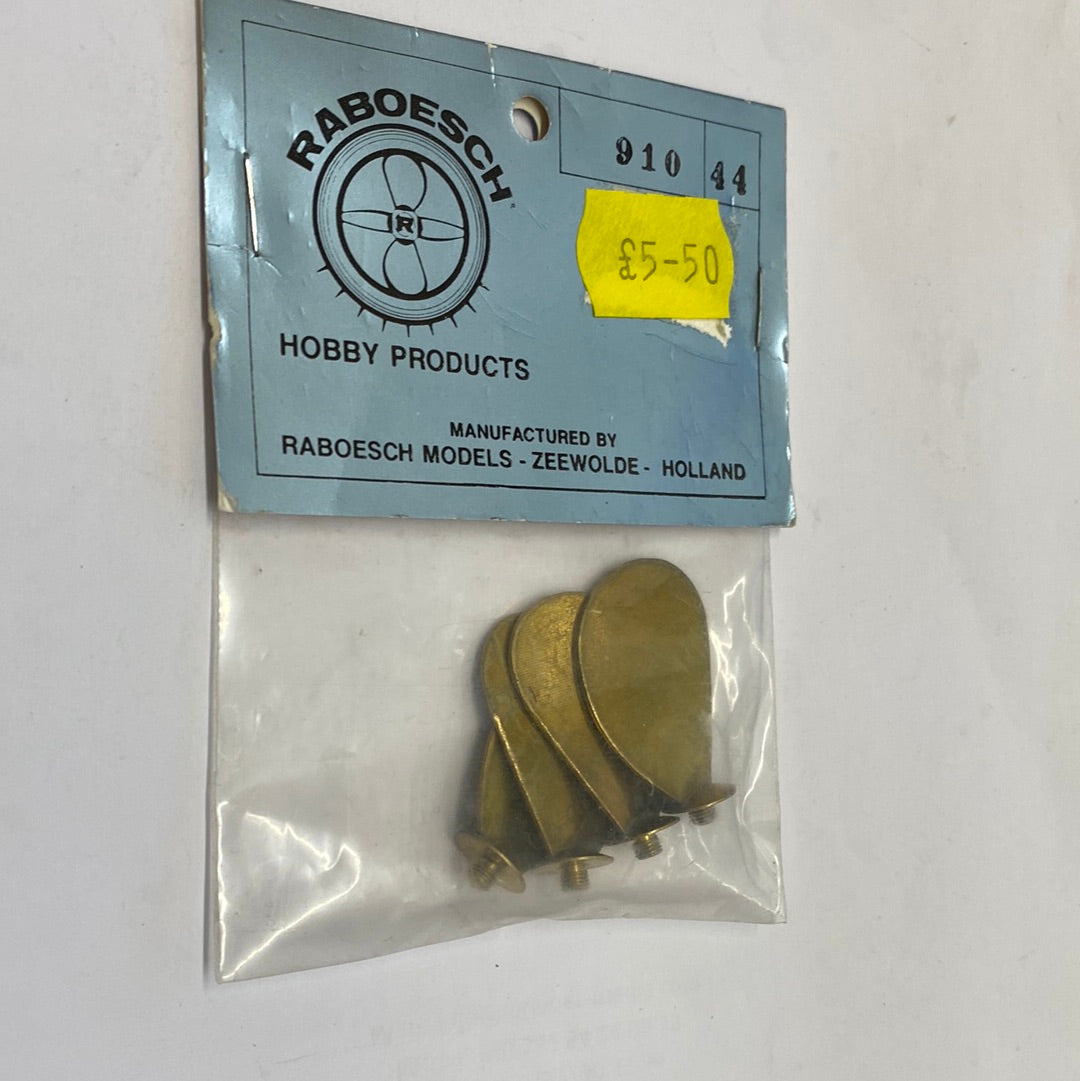 RABOESCH
R
910 44
£5-50
HOBBY PRODUCTS
MANUFACTURED BY
RABOESCH MODELS - ZEEWOLDE - HOLLAND